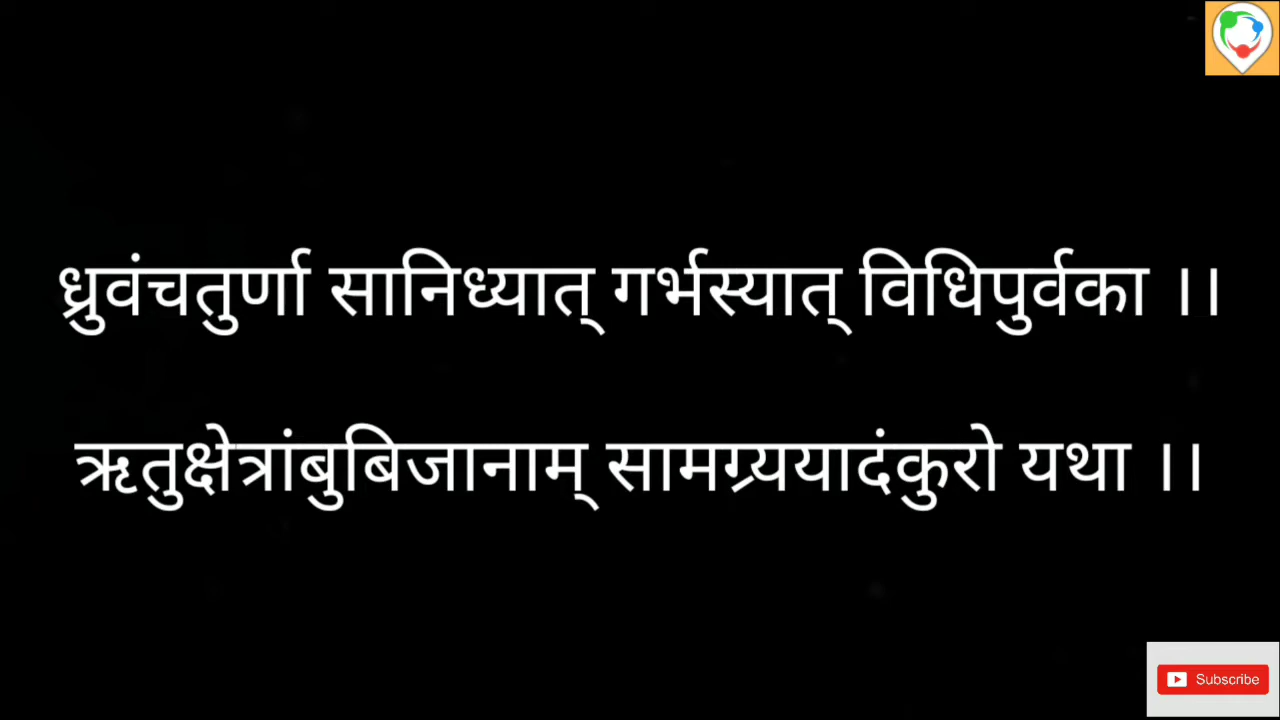 ध्रुवंचतुर्णा सानिध्यात् गर्भस्यात् विधिपुर्वका ।।
ऋतुक्षेत्रांबुबिजानाम् सामग्र्ययादंकुरो यथा ।।
Subscribe